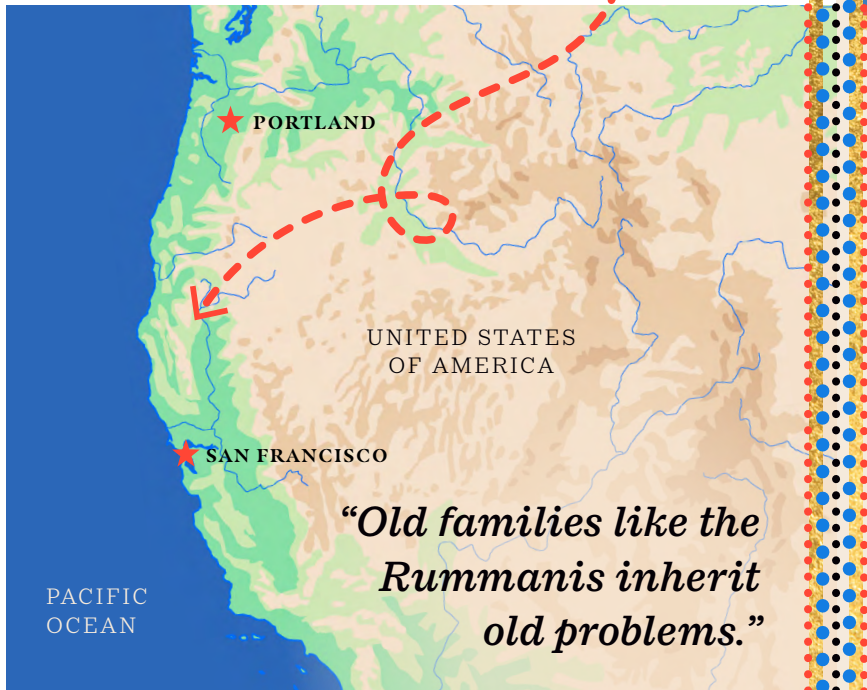 PORTLAND
UNITED STATES
OF AMERICA
SAN FRANCISCO
“Old families like the
Rummanis inherit
old problems.”
PACIFIC
OCEAN